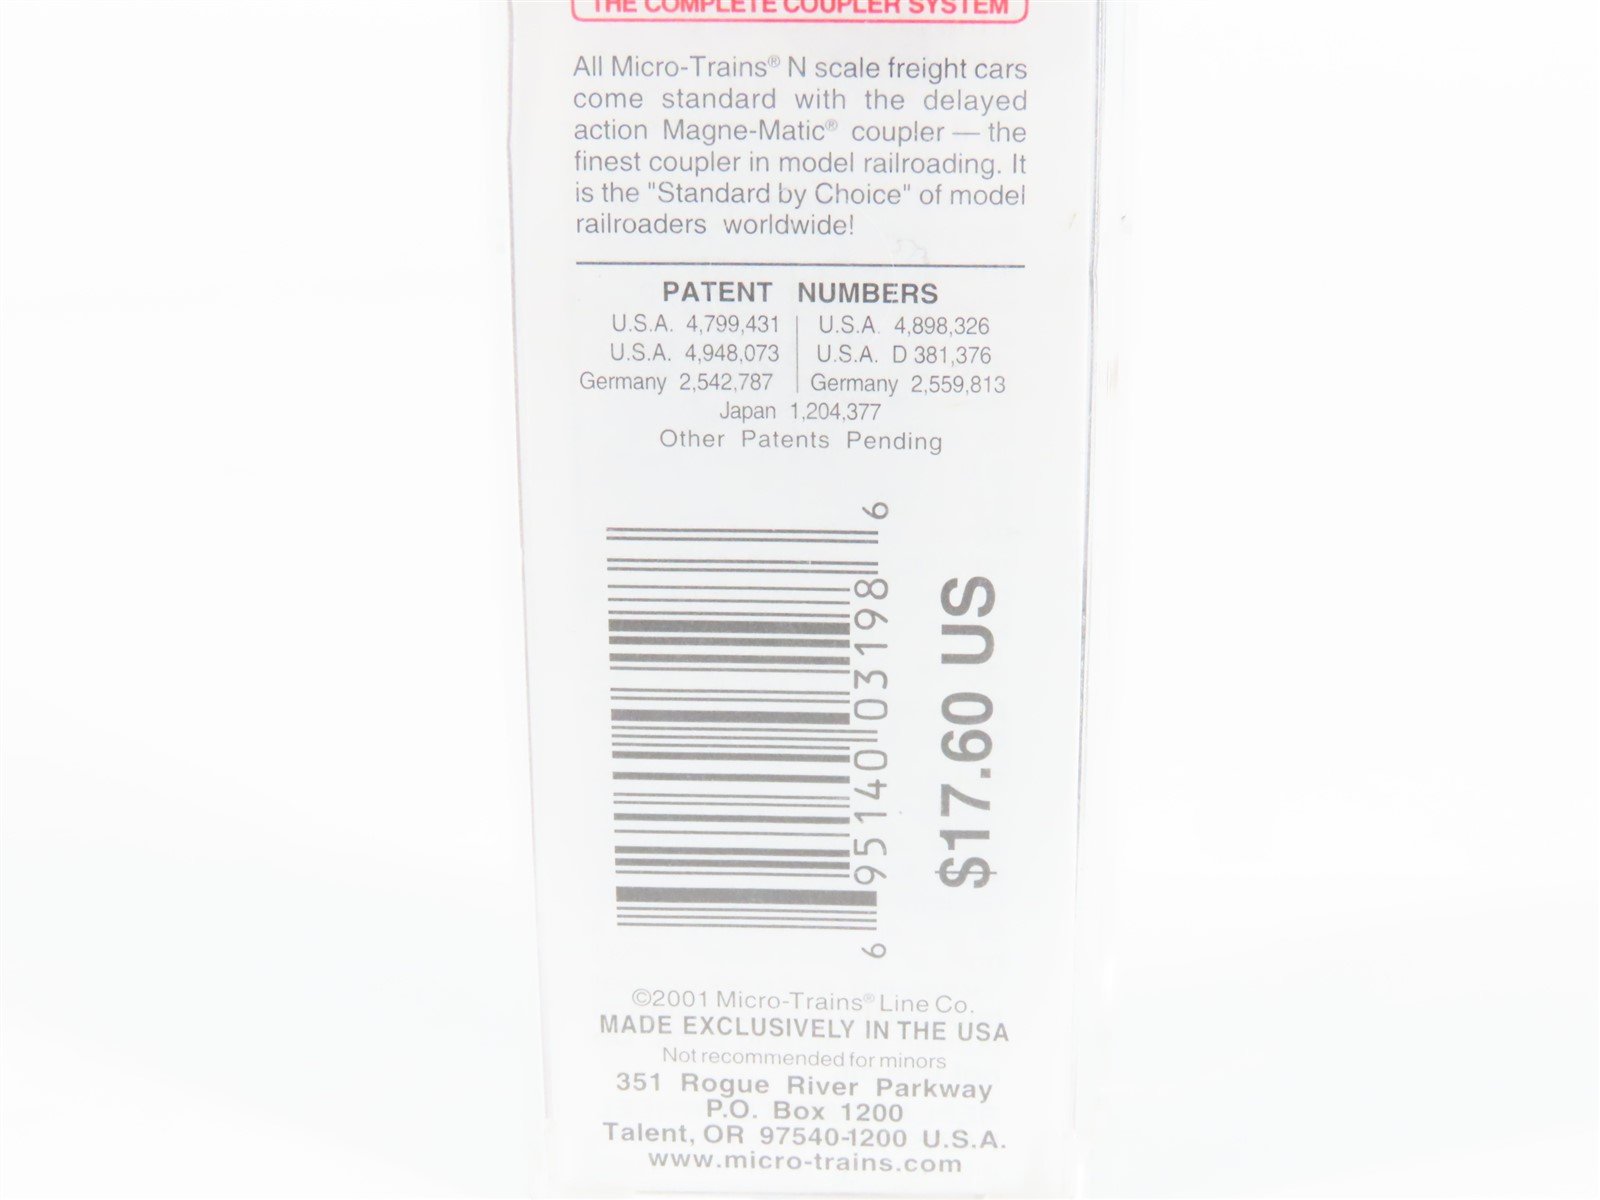 THE COMPLETE COUPLER SYSTEM
All Micro-Trains® N scale freight cars
come standard with the delayed
action Magne-Matic® coupler — the
finest coupler in model railroading. It
is the "Standard by Choice" of model
railroaders worldwide!
PATENT NUMBERS
U.S.A. 4,799,431 | U.S.A. 4,898,326
U.S.A. 4,948,073 | U.S.A. D 381,376
Germany 2,542,787 | Germany 2,559,813
Japan 1,204,377
Other Patents Pending
6 95140 03198 6
$17.60 US
©2001 Micro-Trains® Line Co.
MADE EXCLUSIVELY IN THE USA
Not recommended for minors
351 Rogue River Parkway
P.O. Box 1200
Talent, OR 97540-1200 U.S.A.
www.micro-trains.com